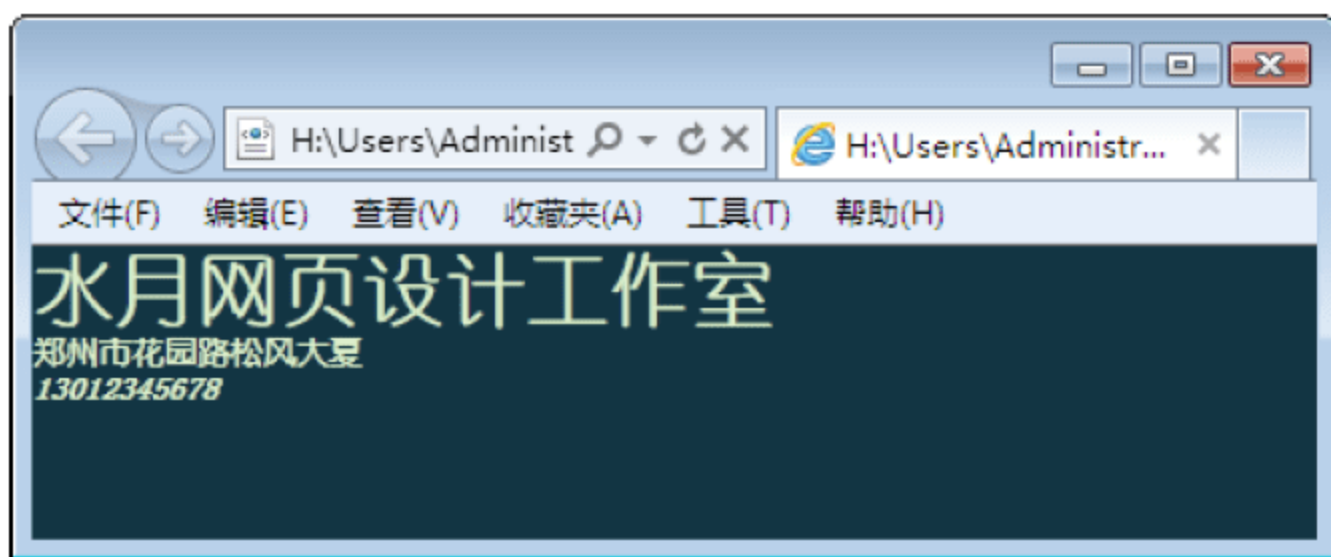 H:\Users\Administ
H:\Users\Administr...
文件(F) 编辑(E) 查看(V) 收藏夹(A) 工具(T) 帮助(H)
水月网页设计工作室
郑州市花园路松风大夏
13012345678